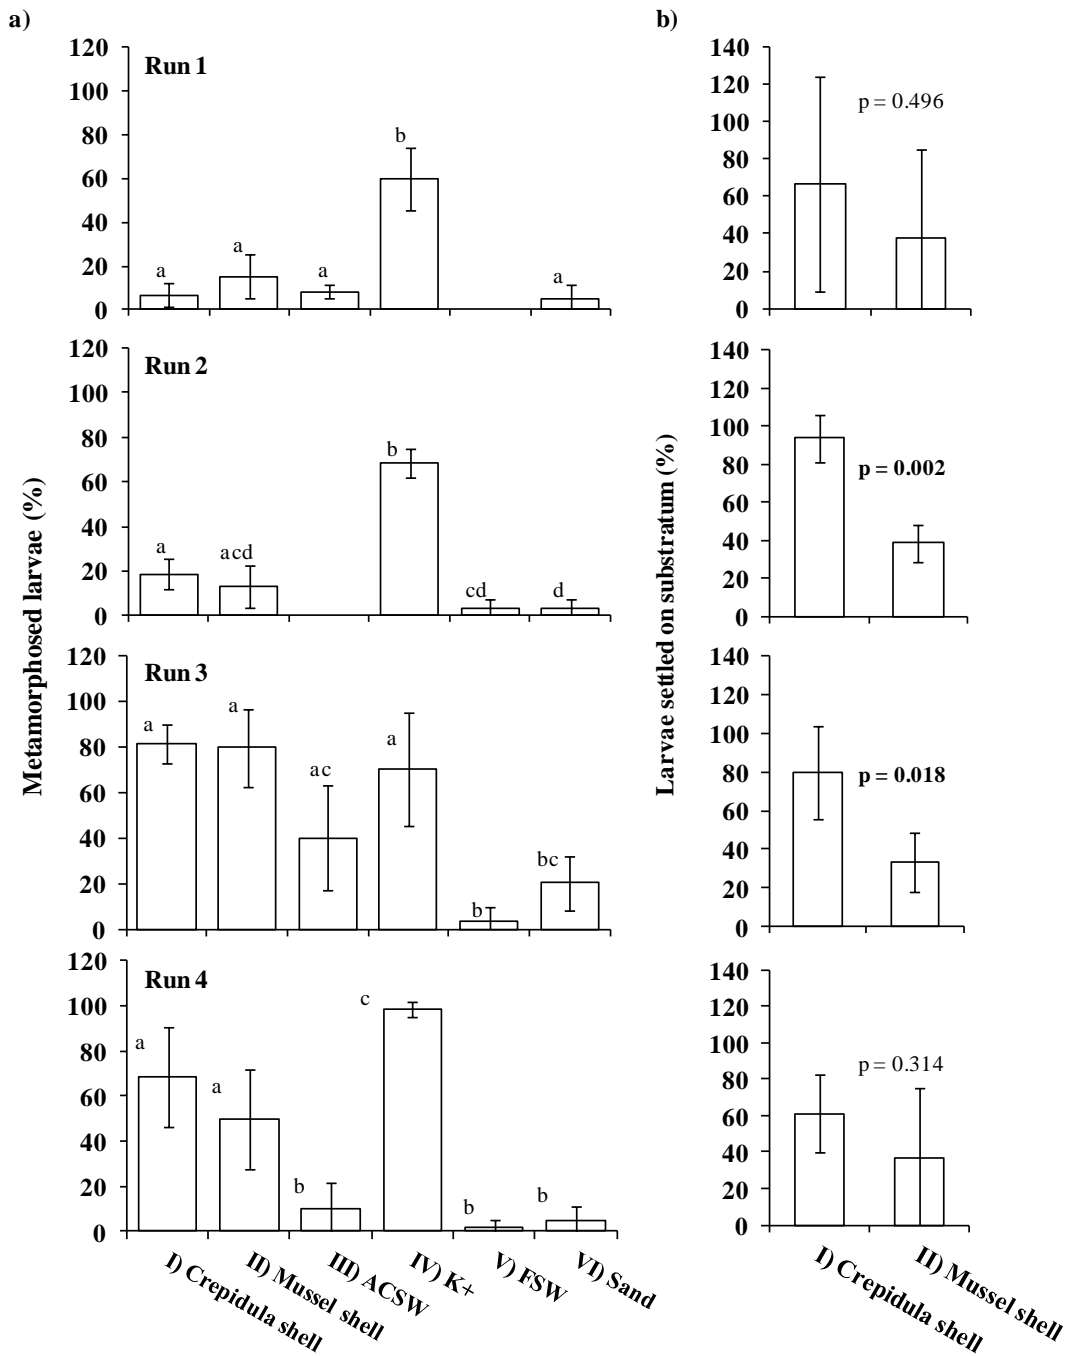 a)
120
100
80
60
40
20
0
Run 1
a
a
a
b
a
120
100
80
60
40
20
0
Run 2
a
acd
b
cd
d
120
100
80
60
40
20
0
Run 3
a
a
ac
a
b
bc
120
100
80
60
40
20
0
Run 4
a
a
b
c
b
b
Metamorphosed larvae (%)
I) Crepidula shell
II) Mussel shell
III) ACSW
IV) K+
V) FSW
VI) Sand
b)
140
120
100
80
60
40
20
0
p = 0.496
140
120
100
80
60
40
20
0
p = 0.002
140
120
100
80
60
40
20
0
p = 0.018
140
120
100
80
60
40
20
0
p = 0.314
Larvae settled on substratum (%)
I) Crepidula shell
II) Mussel shell